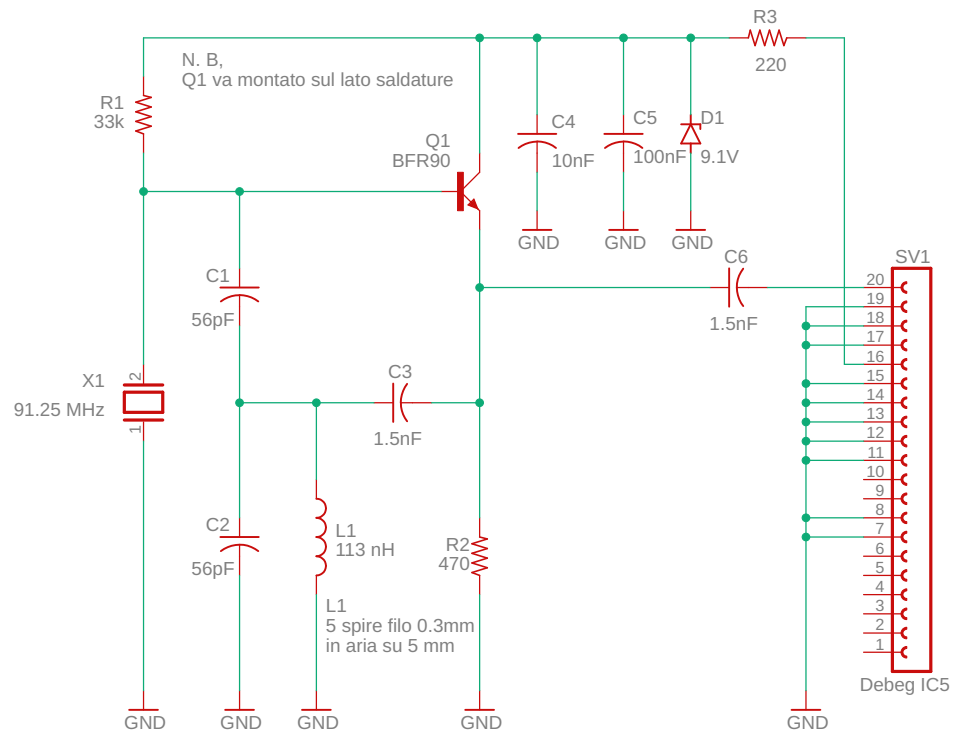 R3
220
N. B,
Q1 va montato sul lato saldature
R1
33k
C4
10nF
C5
100nF
D1
9.1V
Q1
BFR90
GND
GND
GND
C6
1.5nF
SV1
20
19
18
17
16
15
14
13
12
11
10
9
8
7
6
5
4
3
2
1
Debeg IC5
C1
56pF
X1
91.25 MHz
2
1
C3
1.5nF
C2
56pF
L1
113 nH
R2
470
L1
5 spire filo 0.3mm
in aria su 5 mm
GND
GND
GND
GND
GND